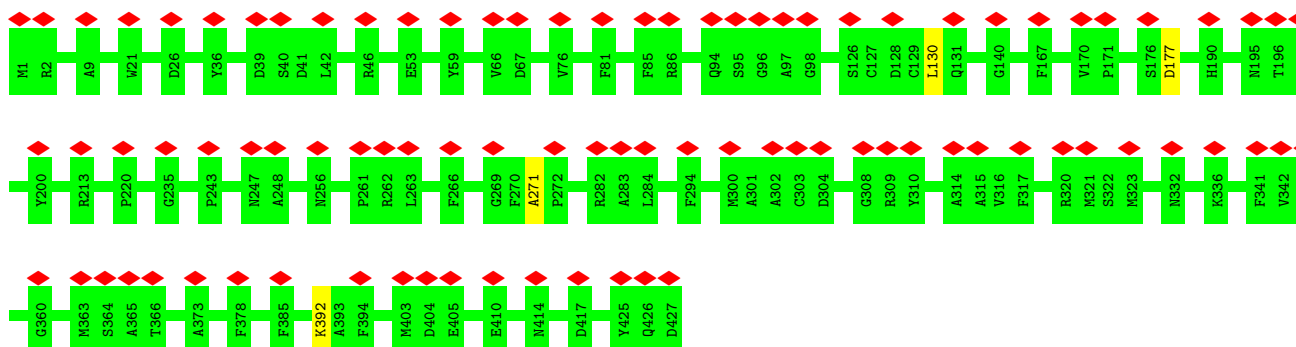 M1 R2 A9 W21 D26 Y36 D39 S40 D41 L42 R46 E53 Y59 V66 D67 V76 F81 F85 R86 Q94 S95 G96 A97 G98 S126 C127 D128 C129 L130 Q131 G140 F167 V170 P171 S176 D177 H190 N195 T196
Y200 R213 P220 G235 P243 N247 A248 N256 P261 R262 L263 F266 G269 F270 A271 P272 R282 A283 L284 F294 M300 A301 A302 C303 D304 G308 R309 Y310 A314 A315 V316 F317 R320 M321 S322 M323 N332 K336 F341 V342
G360 M363 S364 A365 T366 A373 F378 F385 K392 A393 F394 M403 D404 E405 E410 N414 D417 Y425 Q426 D427